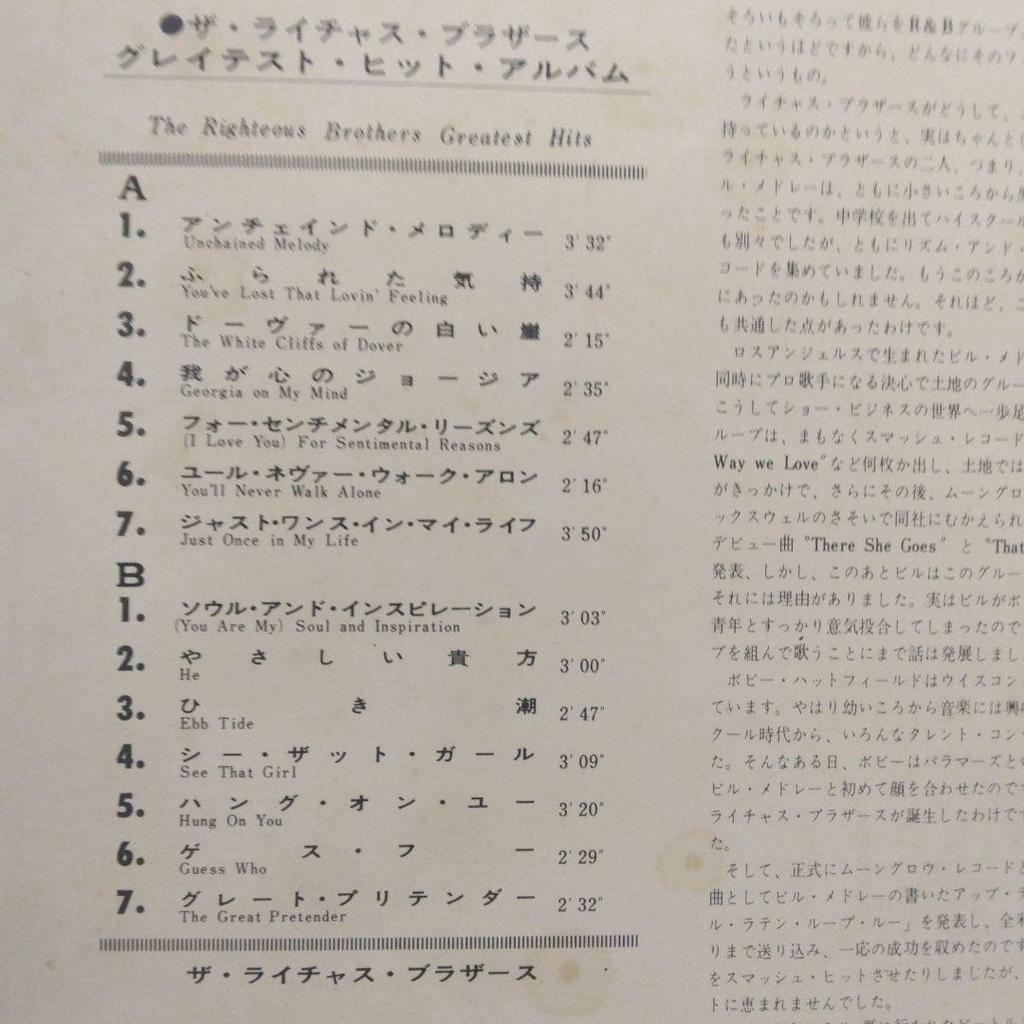 ●ザ・ライチャス・ブラザース
グレイテスト・ヒット・アルバム
The Righteous Brothers Greatest Hits
A
1. アンチェインド・メロディー 3′32″
Unchained Melody
2. ふられた気持 3′44″
You've Lost That Lovin' Feeling
3. ドーヴァーの白い崖 2′15″
The White Cliffs of Dover
4. 我が心のジョージア 2′35″
Georgia on My Mind
5. フォー・センチメンタル・リーズンズ 2′47″
(I Love You) For Sentimental Reasons
6. ユール・ネヴァー・ウォーク・アロン 2′16″
You'll Never Walk Alone
7. ジャスト・ワンス・イン・マイ・ライフ 3′50″
Just Once in My Life
B
1. ソウル・アンド・インスピレーション 3′03″
(You Are My) Soul and Inspiration
2. やさしい貴方 3′00″
He
3. ひき潮 2′47″
Ebb Tide
4. シー・ザット・ガール 3′09″
See That Girl
5. ハング・オン・ユー 3′20″
Hung On You
6. ゲス・フー 2′29″
Guess Who
7. グレート・プリテンダー 2′32″
The Great Pretender
ザ・ライチャス・ブラザース
そろいもそろって彼らをR&Bグループ
たというほどですから、どんなにそのフ
うというもの。
ライチャス・ブラザースがどうして、
持っているのかというと、実はちゃんと
ライチャス・ブラザースの二人、つまり、
ル・メドレーは、ともに小さいころから
ったことです。中学校を出てハイスクール
も別々でしたが、ともにリズム・アンド・
コードを集めていました。もうこのころか
にあったのかもしれません。それほど、こ
も共通した点があったわけです。
ロスアンジェルスで生まれたビル・メド
同時にプロ歌手になる決心で土地のグルー
こうしてショー・ビジネスの世界へ一歩足
ループは、まもなくスマッシュ・レコード
Way we Love″など何枚か出し、土地では
がきっかけで、さらにその後、ムーングロ
ックスウェルのさそいで同社にむかえられ
デビュー曲〝There She Goes″と〝That
発表、しかし、このあとビルはこのグルー
それには理由がありました。実はビルがボ
青年とすっかり意気投合してしまったので
プを組んで歌うことにまで話は発展しまし
ボビー・ハットフィールドはウイスコン
ています。やはり幼いころから音楽には興
クール時代から、いろんなタレント・コン
た。そんなある日、ボビーはパラマーズとい
ビル・メドレーと初めて顔を合わせたのです
ライチャス・ブラザースが誕生したわけで
た。
そして、正式にムーングロウ・レコードと
曲としてビル・メドレーの書いたアップ・テ
ル・ラテン・ループ・ルー」を発表し、全米
りまで送り込み、一応の成功を収めたのです
をスマッシュ・ヒットさせたりしましたが、
トに恵まれませんでした。